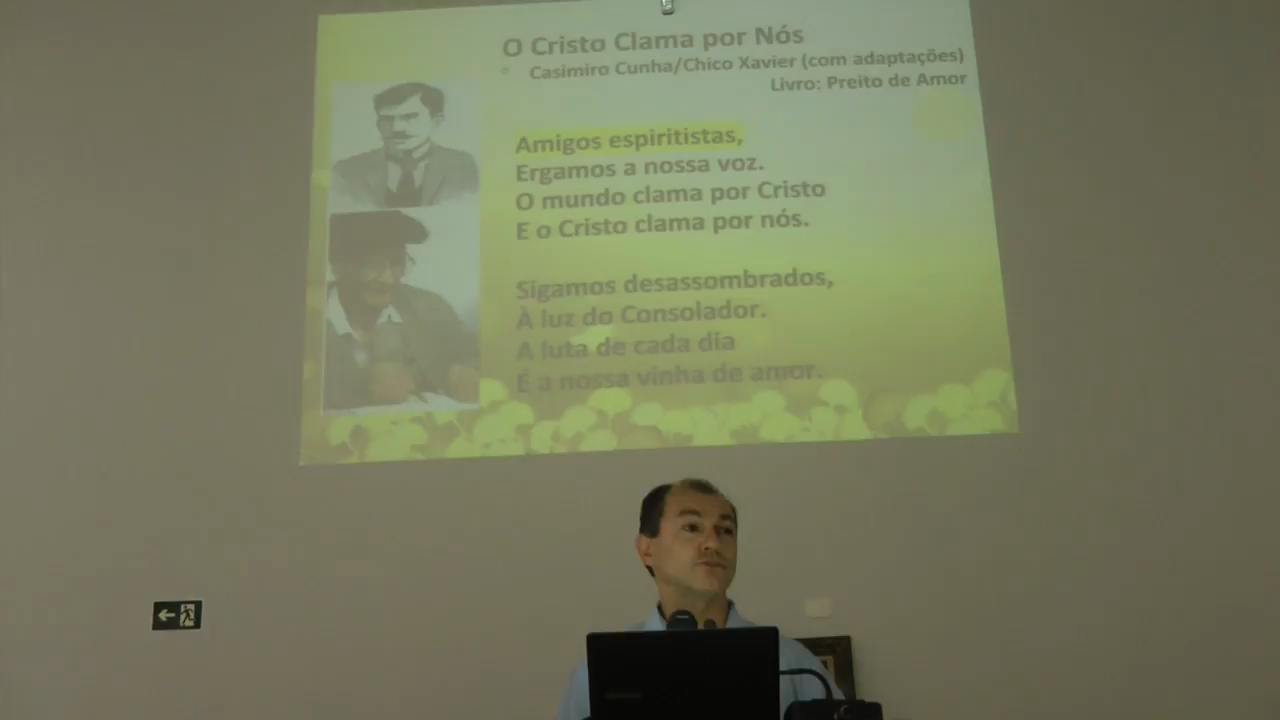 O Cristo Clama por Nós
Casimiro Cunha/Chico Xavier (com adaptações)
Livro: Preito de Amor
Amigos espiritistas,
Ergamos a nossa voz.
O mundo clama por Cristo
E o Cristo clama por nós.
Sigamos desassombrados,
À luz do Consolador.
A luta de cada dia
É a nossa vinha de amor.